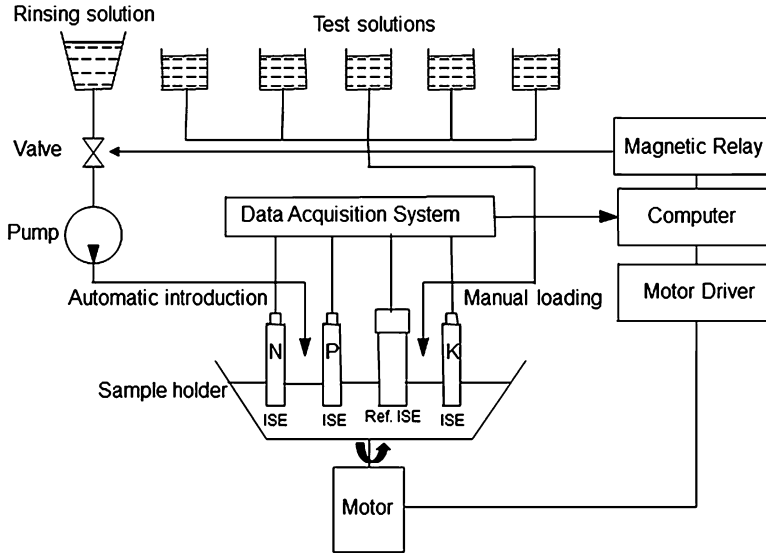 Rinsing solution
Test solutions
Valve
Magnetic Relay
Data Acquisition System
Computer
Pump
Automatic introduction
Manual loading
Motor Driver
N
P
K
Sample holder
ISE
ISE
Ref. ISE
ISE
Motor